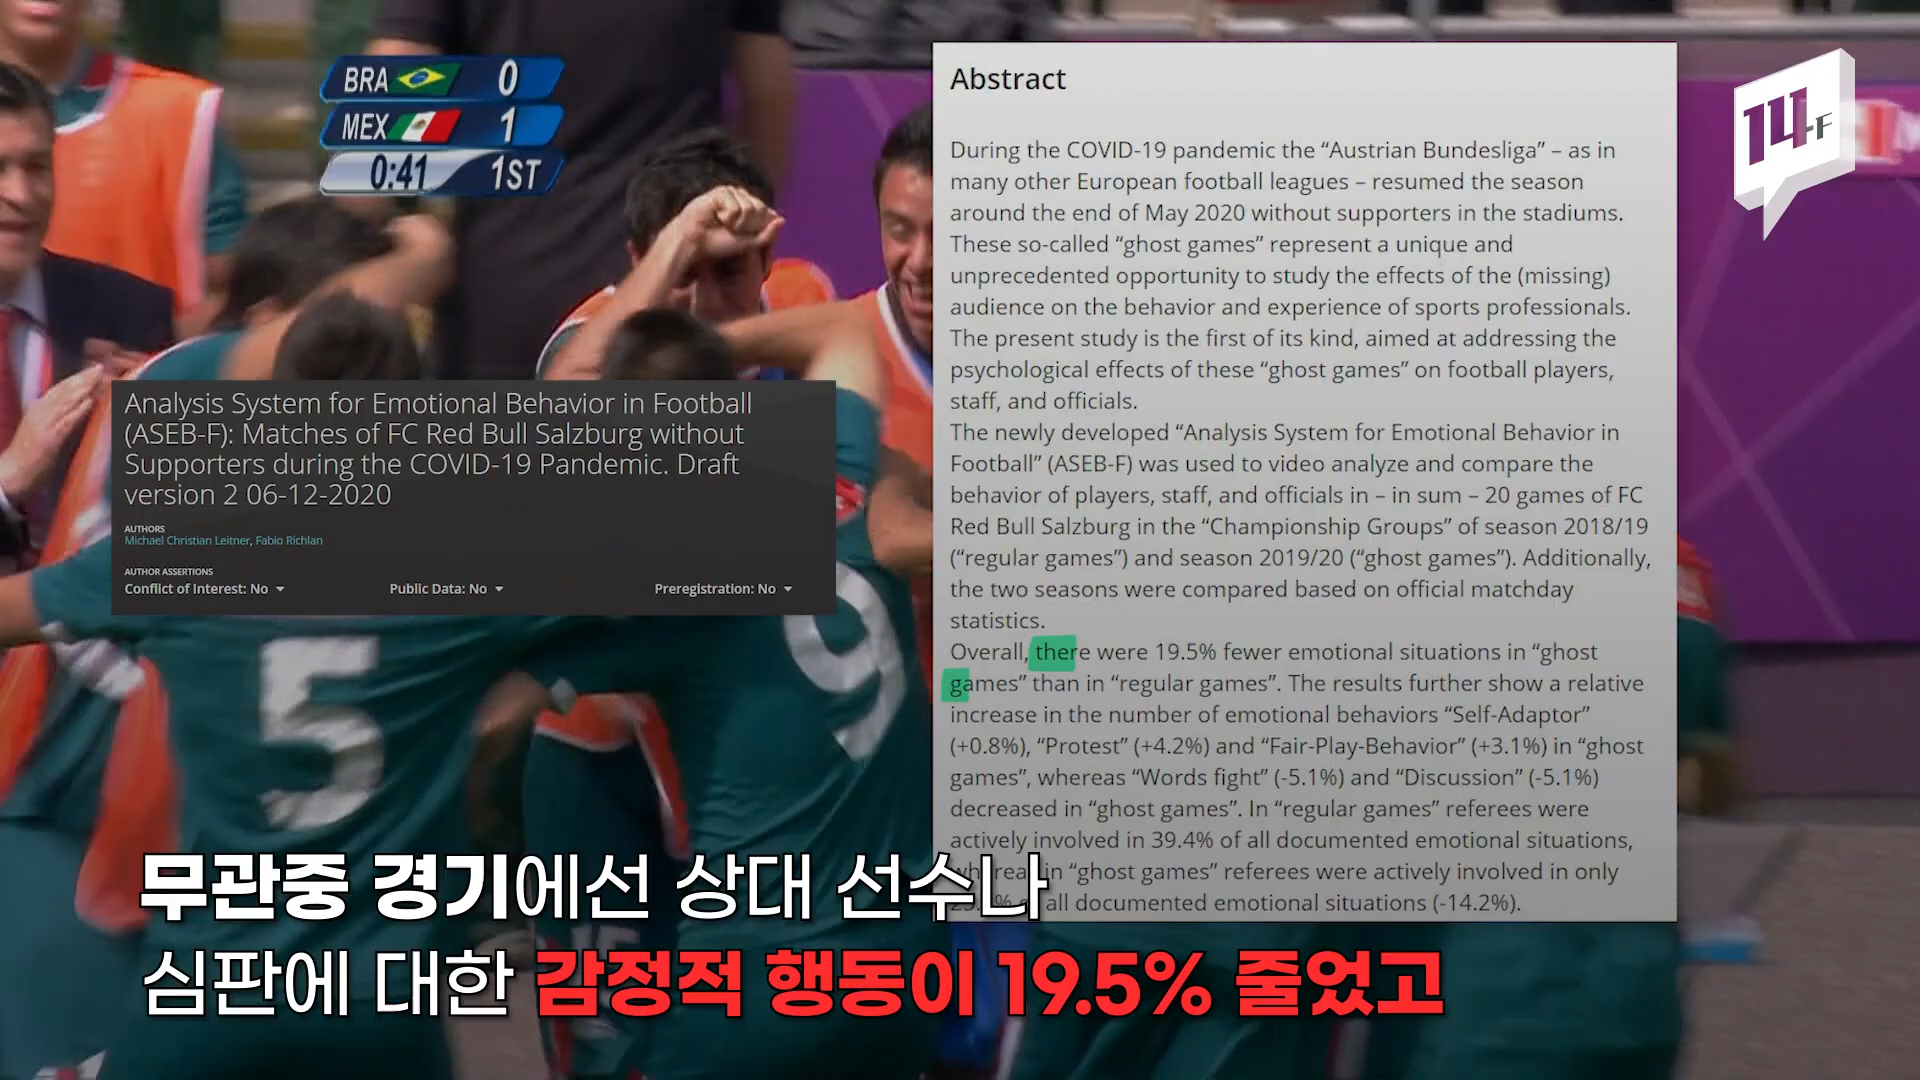 BRA 0
MEX 1
0:41 1ST
14-F
Abstract
During the COVID-19 pandemic the “Austrian Bundesliga” – as in
many other European football leagues – resumed the season
around the end of May 2020 without supporters in the stadiums.
These so-called “ghost games” represent a unique and
unprecedented opportunity to study the effects of the (missing)
audience on the behavior and experience of sports professionals.
The present study is the first of its kind, aimed at addressing the
psychological effects of these “ghost games” on football players,
staff, and officials.
The newly developed “Analysis System for Emotional Behavior in
Football” (ASEB-F) was used to video analyze and compare the
behavior of players, staff, and officials in – in sum – 20 games of FC
Red Bull Salzburg in the “Championship Groups” of season 2018/19
(“regular games”) and season 2019/20 (“ghost games”). Additionally,
the two seasons were compared based on official matchday
statistics.
Overall, there were 19.5% fewer emotional situations in “ghost
games” than in “regular games”. The results further show a relative
increase in the number of emotional behaviors “Self-Adaptor”
(+0.8%), “Protest” (+4.2%) and “Fair-Play-Behavior” (+3.1%) in “ghost
games”, whereas “Words fight” (-5.1%) and “Discussion” (-5.1%)
decreased in “ghost games”. In “regular games” referees were
actively involved in 39.4% of all documented emotional situations,
in “ghost games” referees were actively involved in only
all documented emotional situations (-14.2%).
Analysis System for Emotional Behavior in Football
(ASEB-F): Matches of FC Red Bull Salzburg without
Supporters during the COVID-19 Pandemic. Draft
version 2 06-12-2020
AUTHORS
Michael Christian Leitner, Fabio Richlan
AUTHOR ASSERTIONS
Conflict of Interest: No Public Data: No Preregistration: No
5
9
무관중 경기에선 상대 선수나
심판에 대한 감정적 행동이 19.5% 줄었고